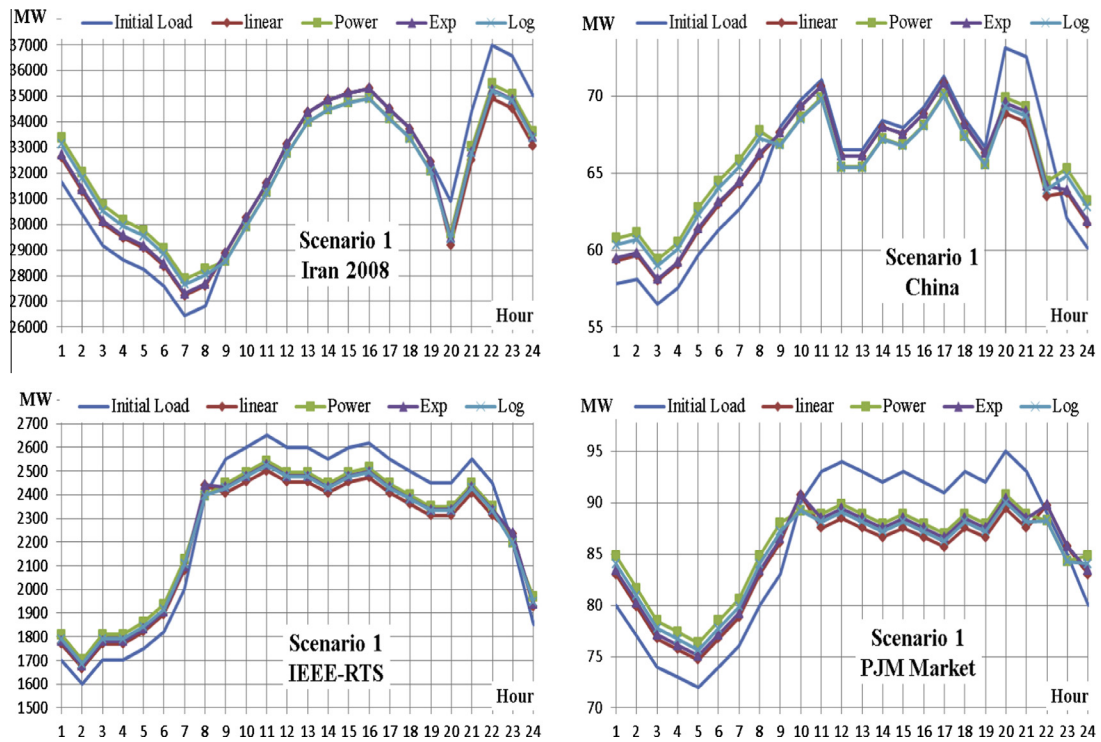 MW
Initial Load linear Power Exp Log
37000
36000
35000
34000
33000
32000
31000
30000
29000
28000
27000
26000
Scenario 1
Iran 2008
Hour
1 2 3 4 5 6 7 8 9 10 11 12 13 14 15 16 17 18 19 20 21 22 23 24
MW
Initial Load linear Power Exp Log
70
65
60
55
Scenario 1
China
Hour
1 2 3 4 5 6 7 8 9 10 11 12 13 14 15 16 17 18 19 20 21 22 23 24
MW
Initial Load linear Power Exp Log
2700
2600
2500
2400
2300
2200
2100
2000
1900
1800
1700
1600
1500
Scenario 1
IEEE-RTS
Hour
1 2 3 4 5 6 7 8 9 10 11 12 13 14 15 16 17 18 19 20 21 22 23 24
MW
Initial Load linear Power Exp Log
95
90
85
80
75
70
Scenario 1
PJM Market
Hour
1 2 3 4 5 6 7 8 9 10 11 12 13 14 15 16 17 18 19 20 21 22 23 24